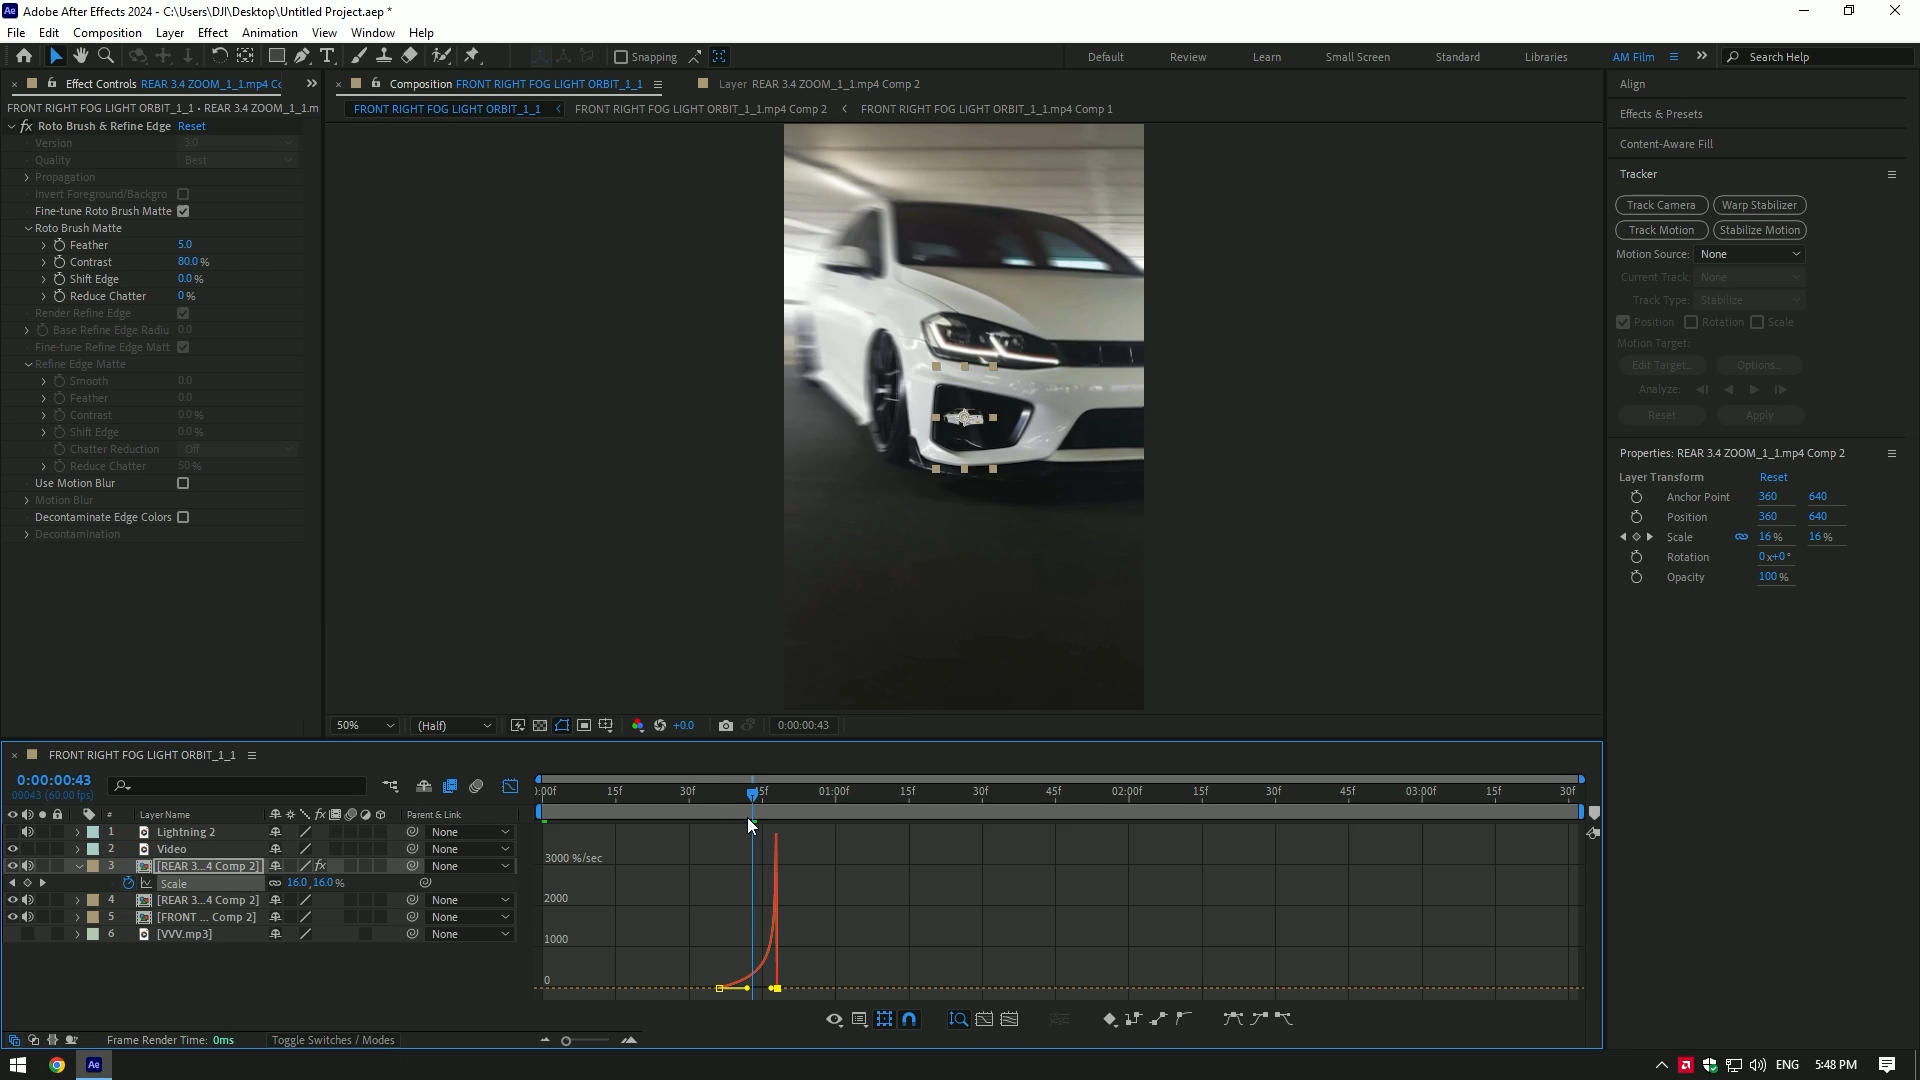 Adobe After Effects 2024 - C:\Users\DJI\Desktop\Untitled Project.aep *
File Edit Composition Layer Effect Animation View Window Help
Snapping Default Review Learn Small Screen Standard Libraries AM Film Search Help
Effect Controls REAR 3.4 ZOOM_1_1.mp4 Co
FRONT RIGHT FOG LIGHT ORBIT_1_1 • REAR 3.4 ZOOM_1_1.m
fx Roto Brush & Refine Edge Reset
Version 3.0
Quality Best
Propagation
Invert Foreground/Backgro
Fine-tune Roto Brush Matte
Roto Brush Matte
Feather 5.0
Contrast 80.0 %
Shift Edge 0.0 %
Reduce Chatter 0 %
Render Refine Edge
Base Refine Edge Radiu 0.0
Fine-tune Refine Edge Matt
Refine Edge Matte
Smooth 0.0
Feather 0.0
Contrast 0.0 %
Shift Edge 0.0 %
Chatter Reduction Off
Reduce Chatter 50 %
Use Motion Blur
Motion Blur
Decontaminate Edge Colors
Decontamination
Composition FRONT RIGHT FOG LIGHT ORBIT_1_1
Layer REAR 3.4 ZOOM_1_1.mp4 Comp 2
FRONT RIGHT FOG LIGHT ORBIT_1_1 < FRONT RIGHT FOG LIGHT ORBIT_1_1.mp4 Comp 2 < FRONT RIGHT FOG LIGHT ORBIT_1_1.mp4 Comp 1
50% (Half) +0.0 0:00:00:43
Align
Effects & Presets
Content-Aware Fill
Tracker
Track Camera Warp Stabilizer
Track Motion Stabilize Motion
Motion Source: None
Current Track: None
Track Type: Stabilize
Position Rotation Scale
Motion Target:
Edit Target... Options...
Analyze:
Reset Apply
Properties: REAR 3.4 ZOOM_1_1.mp4 Comp 2
Layer Transform Reset
Anchor Point 360 640
Position 360 640
Scale 16 % 16 %
Rotation 0x+0°
Opacity 100 %
FRONT RIGHT FOG LIGHT ORBIT_1_1
0:00:00:43
00043 (60.00 fps)
):00f 15f 30f 45f 01:00f 15f 30f 45f 02:00f 15f 30f 45f 03:00f 15f 30f
# Layer Name fx Parent & Link
1 Lightning 2 None
2 Video None
3 [REAR 3...4 Comp 2] fx None
Scale 16.0, 16.0 %
4 [REAR 3...4 Comp 2] None
5 [FRONT ... Comp 2] None
6 [VVV.mp3] None
3000 %/sec
2000
1000
0
Frame Render Time: 0ms Toggle Switches / Modes
Ae ENG 5:48 PM